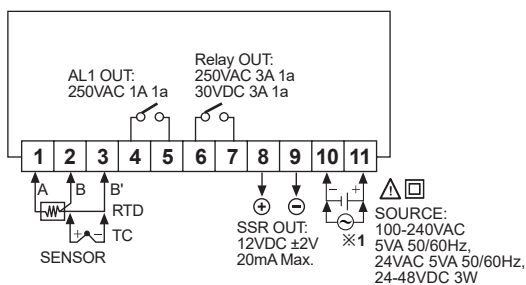 Relay OUT:
250VAC 3A 1a
30VDC 3A 1a
AL1 OUT:
250VAC 1A 1a
1 2 3 4 5 6 7 8 9 10 11
A B B'
RTD
+ − TC
SENSOR
+ −
SSR OUT:
12VDC ±2V
20mA Max.
− +
※1
SOURCE:
100-240VAC
5VA 50/60Hz,
24VAC 5VA 50/60Hz,
24-48VDC 3W